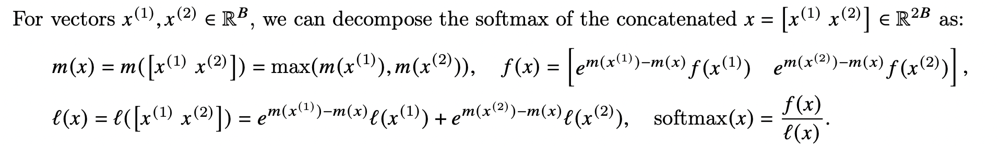 For vectors $x^{(1)}, x^{(2)} \in \mathbb{R}^B$, we can decompose the softmax of the concatenated $x = \left[x^{(1)} \; x^{(2)}\right] \in \mathbb{R}^{2B}$ as:
$m(x) = m(\left[x^{(1)} \; x^{(2)}\right]) = \max(m(x^{(1)}), m(x^{(2)})), \quad f(x) = \left[e^{m(x^{(1)})-m(x)} f(x^{(1)}) \quad e^{m(x^{(2)})-m(x)} f(x^{(2)})\right],$
$\ell(x) = \ell(\left[x^{(1)} \; x^{(2)}\right]) = e^{m(x^{(1)})-m(x)} \ell(x^{(1)}) + e^{m(x^{(2)})-m(x)} \ell(x^{(2)}), \quad \text{softmax}(x) = \frac{f(x)}{\ell(x)}.$